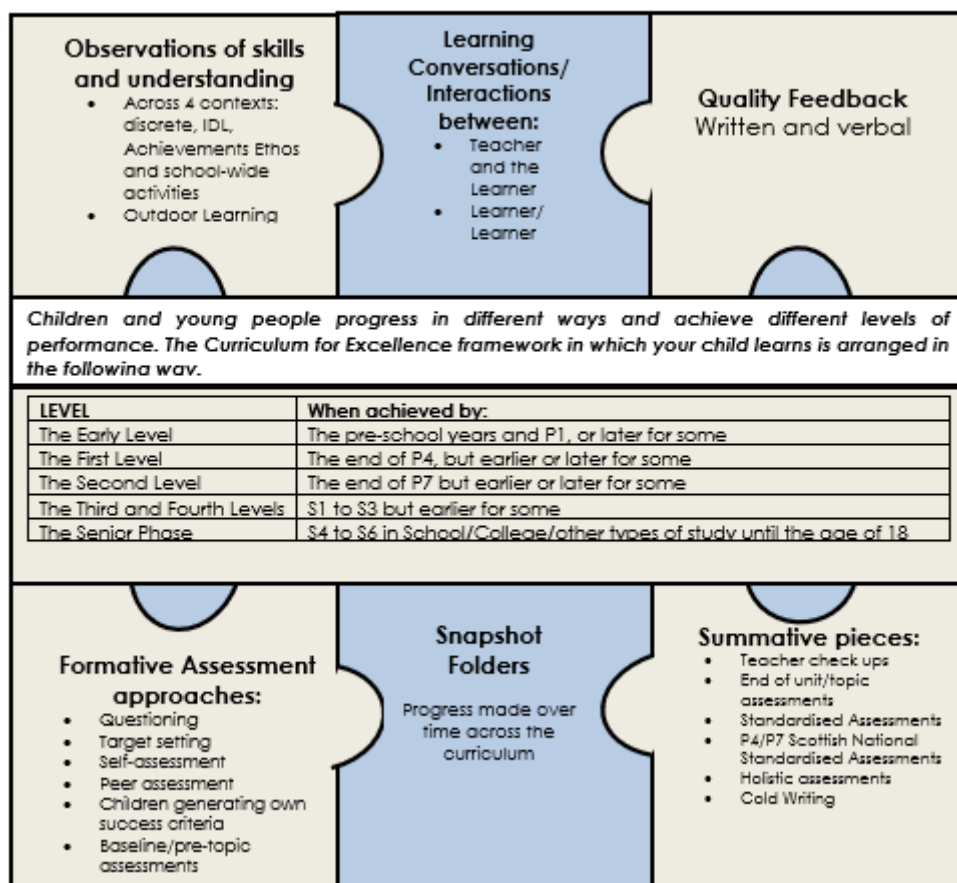 Observations of skills
and understanding
• Across 4 contexts:
discrete, IDL,
Achievements Ethos
and school-wide
activities
• Outdoor Learning
Learning
Conversations/
Interactions
between:
• Teacher
and the
Learner
• Learner/
Learner
Quality Feedback
Written and verbal
Children and young people progress in different ways and achieve different levels of
performance. The Curriculum for Excellence framework in which your child learns is arranged in
the following way.
LEVEL When achieved by:
The Early Level The pre-school years and P1, or later for some
The First Level The end of P4, but earlier or later for some
The Second Level The end of P7 but earlier or later for some
The Third and Fourth Levels S1 to S3 but earlier for some
The Senior Phase S4 to S6 in School/College/other types of study until the age of 18
Formative Assessment
approaches:
• Questioning
• Target setting
• Self-assessment
• Peer assessment
• Children generating own
success criteria
• Baseline/pre-topic
assessments
Snapshot
Folders
Progress made over
time across the
curriculum
Summative pieces:
• Teacher check ups
• End of unit/topic
assessments
• Standardised Assessments
• P4/P7 Scottish National
Standardised Assessments
• Holistic assessments
• Cold Writing